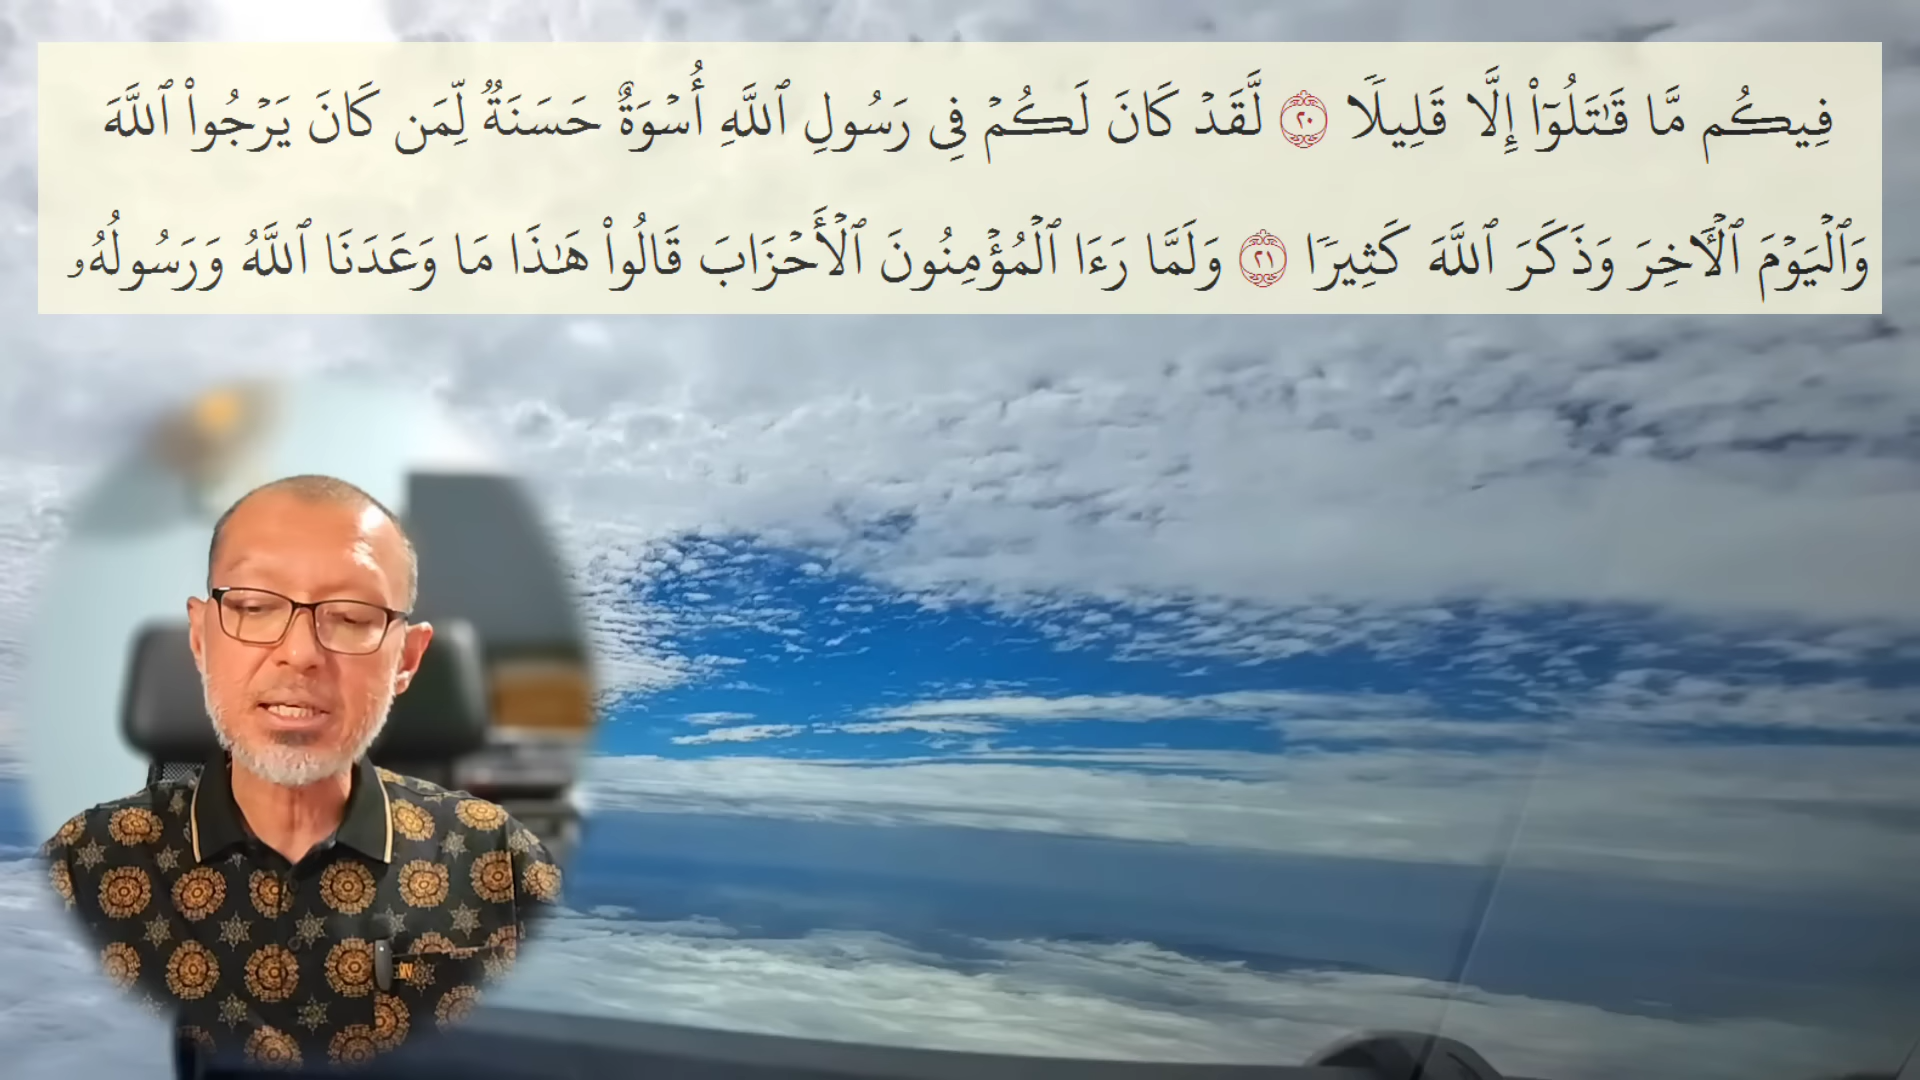 فِيكُم مَّا قَـٰتَلُوٓا۟ إِلَّا قَلِيلًا ٢٠ لَّقَدْ كَانَ لَكُمْ فِى رَسُولِ ٱللَّهِ أُسْوَةٌ حَسَنَةٌ لِّمَن كَانَ يَرْجُوا۟ ٱللَّهَ
وَٱلْيَوْمَ ٱلْـَٔاخِرَ وَذَكَرَ ٱللَّهَ كَثِيرًا ٢١ وَلَمَّا رَءَا ٱلْمُؤْمِنُونَ ٱلْأَحْزَابَ قَالُوا۟ هَـٰذَا مَا وَعَدَنَا ٱللَّهُ وَرَسُولُهُۥ